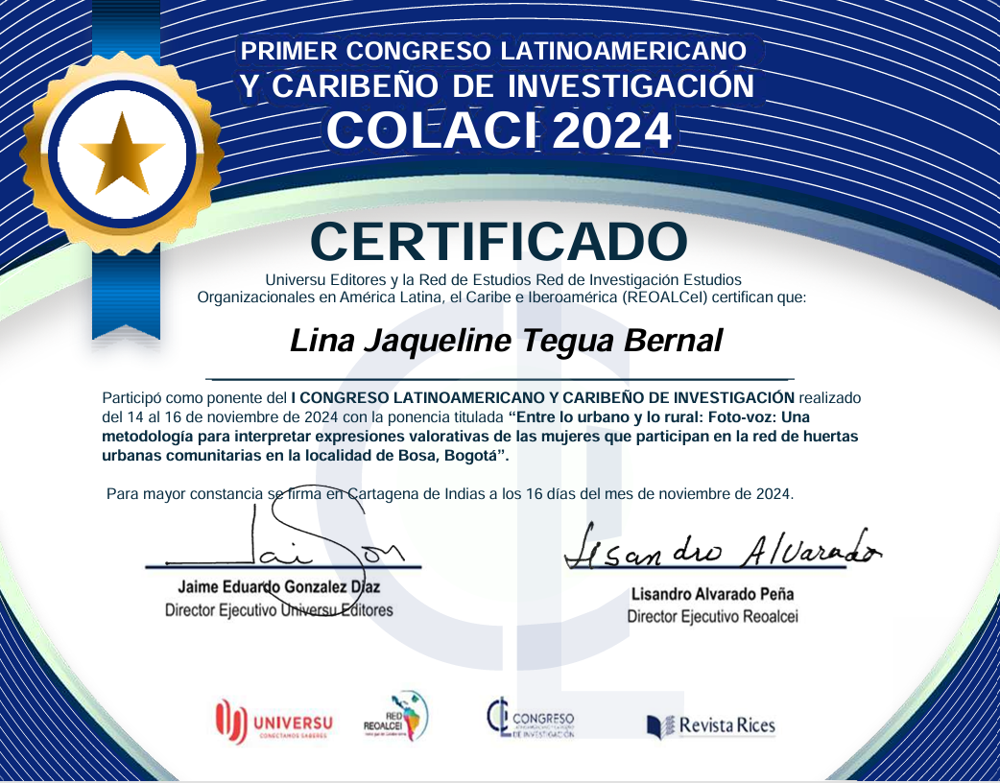 PRIMER CONGRESO LATINOAMERICANO
Y CARIBEÑO DE INVESTIGACIÓN
COLACI 2024
CERTIFICADO
Universu Editores y la Red de Estudios Red de Investigación Estudios
Organizacionales en América Latina, el Caribe e Iberoamérica (REOALCeI) certifican que:
Lina Jaqueline Tegua Bernal
Participó como ponente del I CONGRESO LATINOAMERICANO Y CARIBEÑO DE INVESTIGACIÓN realizado
del 14 al 16 de noviembre de 2024 con la ponencia titulada “Entre lo urbano y lo rural: Foto-voz: Una
metodología para interpretar expresiones valorativas de las mujeres que participan en la red de huertas
urbanas comunitarias en la localidad de Bosa, Bogotá”.
Para mayor constancia se firma en Cartagena de Indias a los 16 días del mes de noviembre de 2024.
Lisandro Alvarado
Jaime Eduardo Gonzalez Díaz
Director Ejecutivo Universu Editores
Lisandro Alvarado Peña
Director Ejecutivo Reoalcei
UNIVERSU
CONECTAMOS SABERES
RED
REOALCEI
CONGRESO
DE INVESTIGACIÓN
Revista Rices